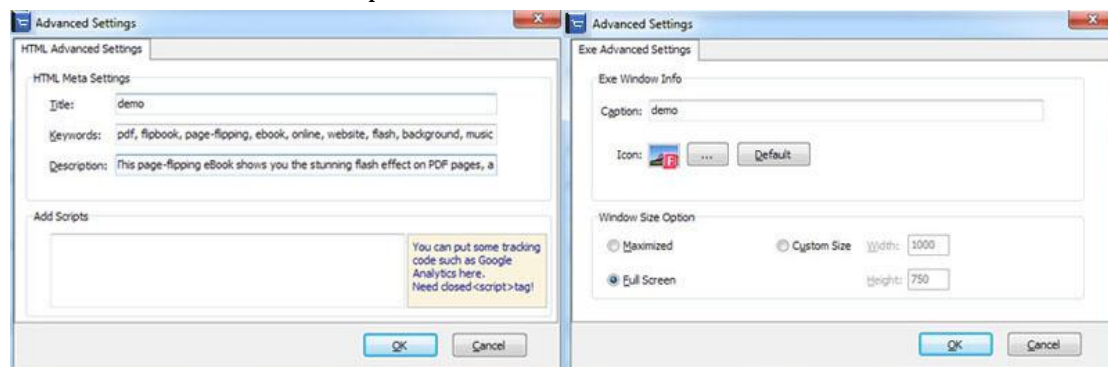 Advanced Settings
HTML Advanced Settings
HTML Meta Settings
Title: demo
Keywords: pdf, flipbook, page-flipping, ebook, online, website, flash, background, music
Description: This page-flipping eBook shows you the stunning flash effect on PDF pages, a
Add Scripts
You can put some tracking
code such as Google
Analytics here.
Need closed<script>tag!
OK Cancel
Advanced Settings
Exe Advanced Settings
Exe Window Info
Caption: demo
Icon: ... Default
Window Size Option
Maximized Custom Size Width: 1000
Full Screen Height: 750
OK Cancel